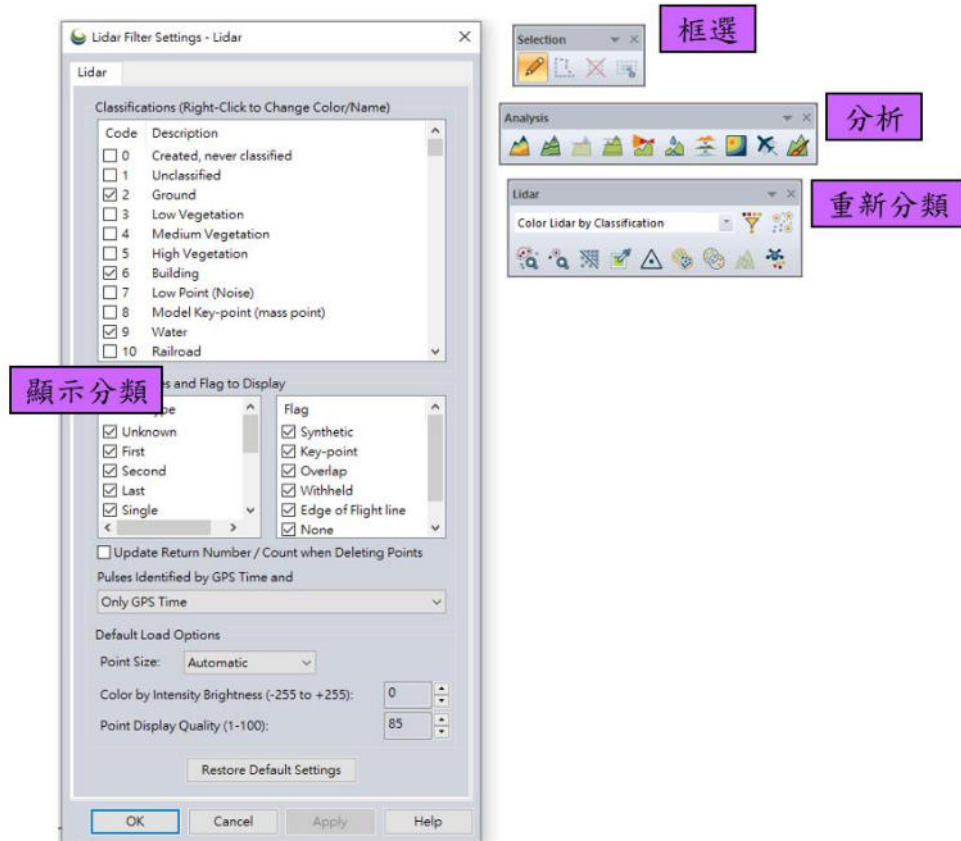 Lidar Filter Settings - Lidar
Lidar
Classifications (Right-Click to Change Color/Name)
Code Description
0 Created, never classified
1 Unclassified
2 Ground
3 Low Vegetation
4 Medium Vegetation
5 High Vegetation
6 Building
7 Low Point (Noise)
8 Model Key-point (mass point)
9 Water
10 Railroad
顯示分類
and Flag to Display
Flag
Unknown
First
Second
Last
Single
Synthetic
Key-point
Overlap
Withheld
Edge of Flight line
None
Update Return Number / Count when Deleting Points
Pulses Identified by GPS Time and
Only GPS Time
Default Load Options
Point Size: Automatic
Color by Intensity Brightness (-255 to +255): 0
Point Display Quality (1-100): 85
Restore Default Settings
OK Cancel Apply Help
Selection
框選
Analysis
分析
Lidar
重新分類
Color Lidar by Classification